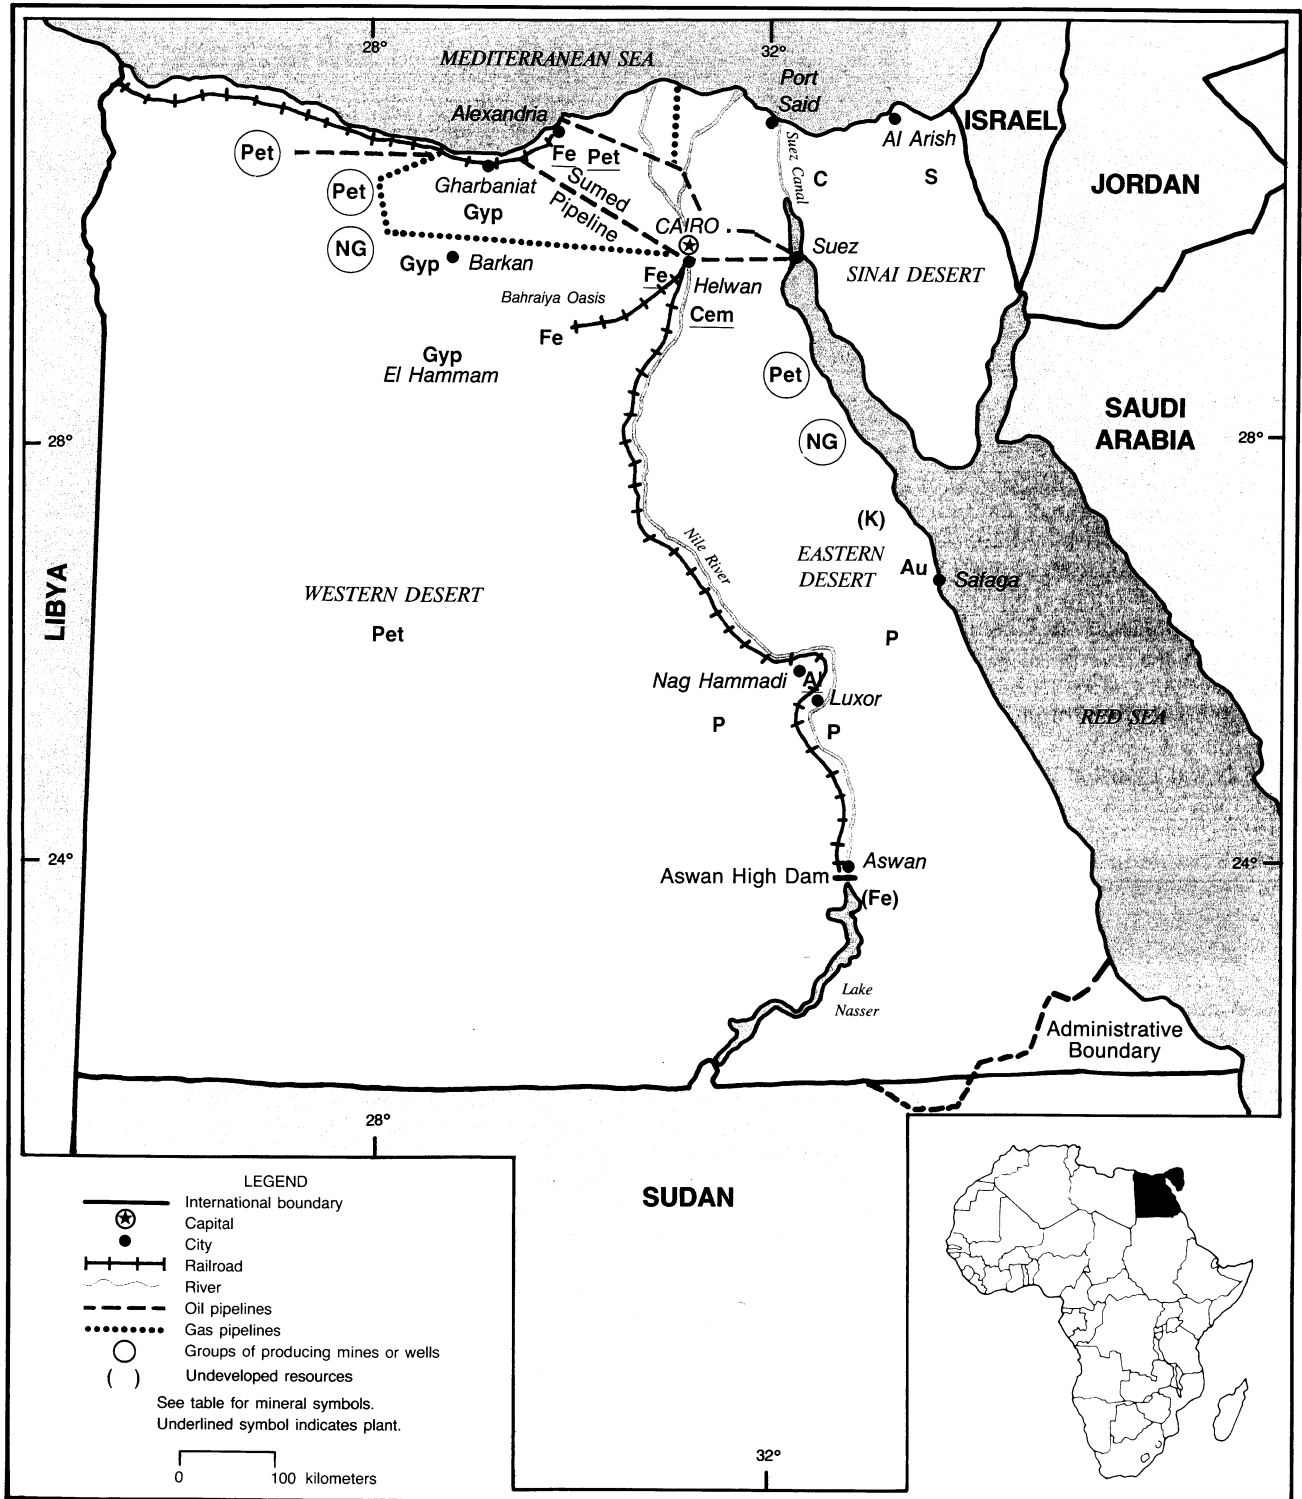 28°
32°
MEDITERRANEAN SEA
Port
Said
Alexandria
ISRAEL
Al Arish
Pet
Fe
Pet
Suez Canal
C
S
JORDAN
Pet
Gharbaniat
Sumed
Pipeline
Gyp
CAIRO
NG
Gyp
Barkan
Suez
SINAI DESERT
Fe
Helwan
Bahraiya Oasis
Cem
Fe
Gyp
El Hammam
Pet
SAUDI
ARABIA
28°
28°
NG
(K)
Nile River
EASTERN
DESERT
Au
Safaga
LIBYA
WESTERN DESERT
Pet
P
Nag Hammadi
Al
Luxor
P
P
RED SEA
24°
24°
Aswan
Aswan High Dam
(Fe)
Lake
Nasser
Administrative
Boundary
28°
LEGEND
International boundary
Capital
City
Railroad
River
Oil pipelines
Gas pipelines
Groups of producing mines or wells
( ) Undeveloped resources
See table for mineral symbols.
Underlined symbol indicates plant.
0 100 kilometers
SUDAN
32°